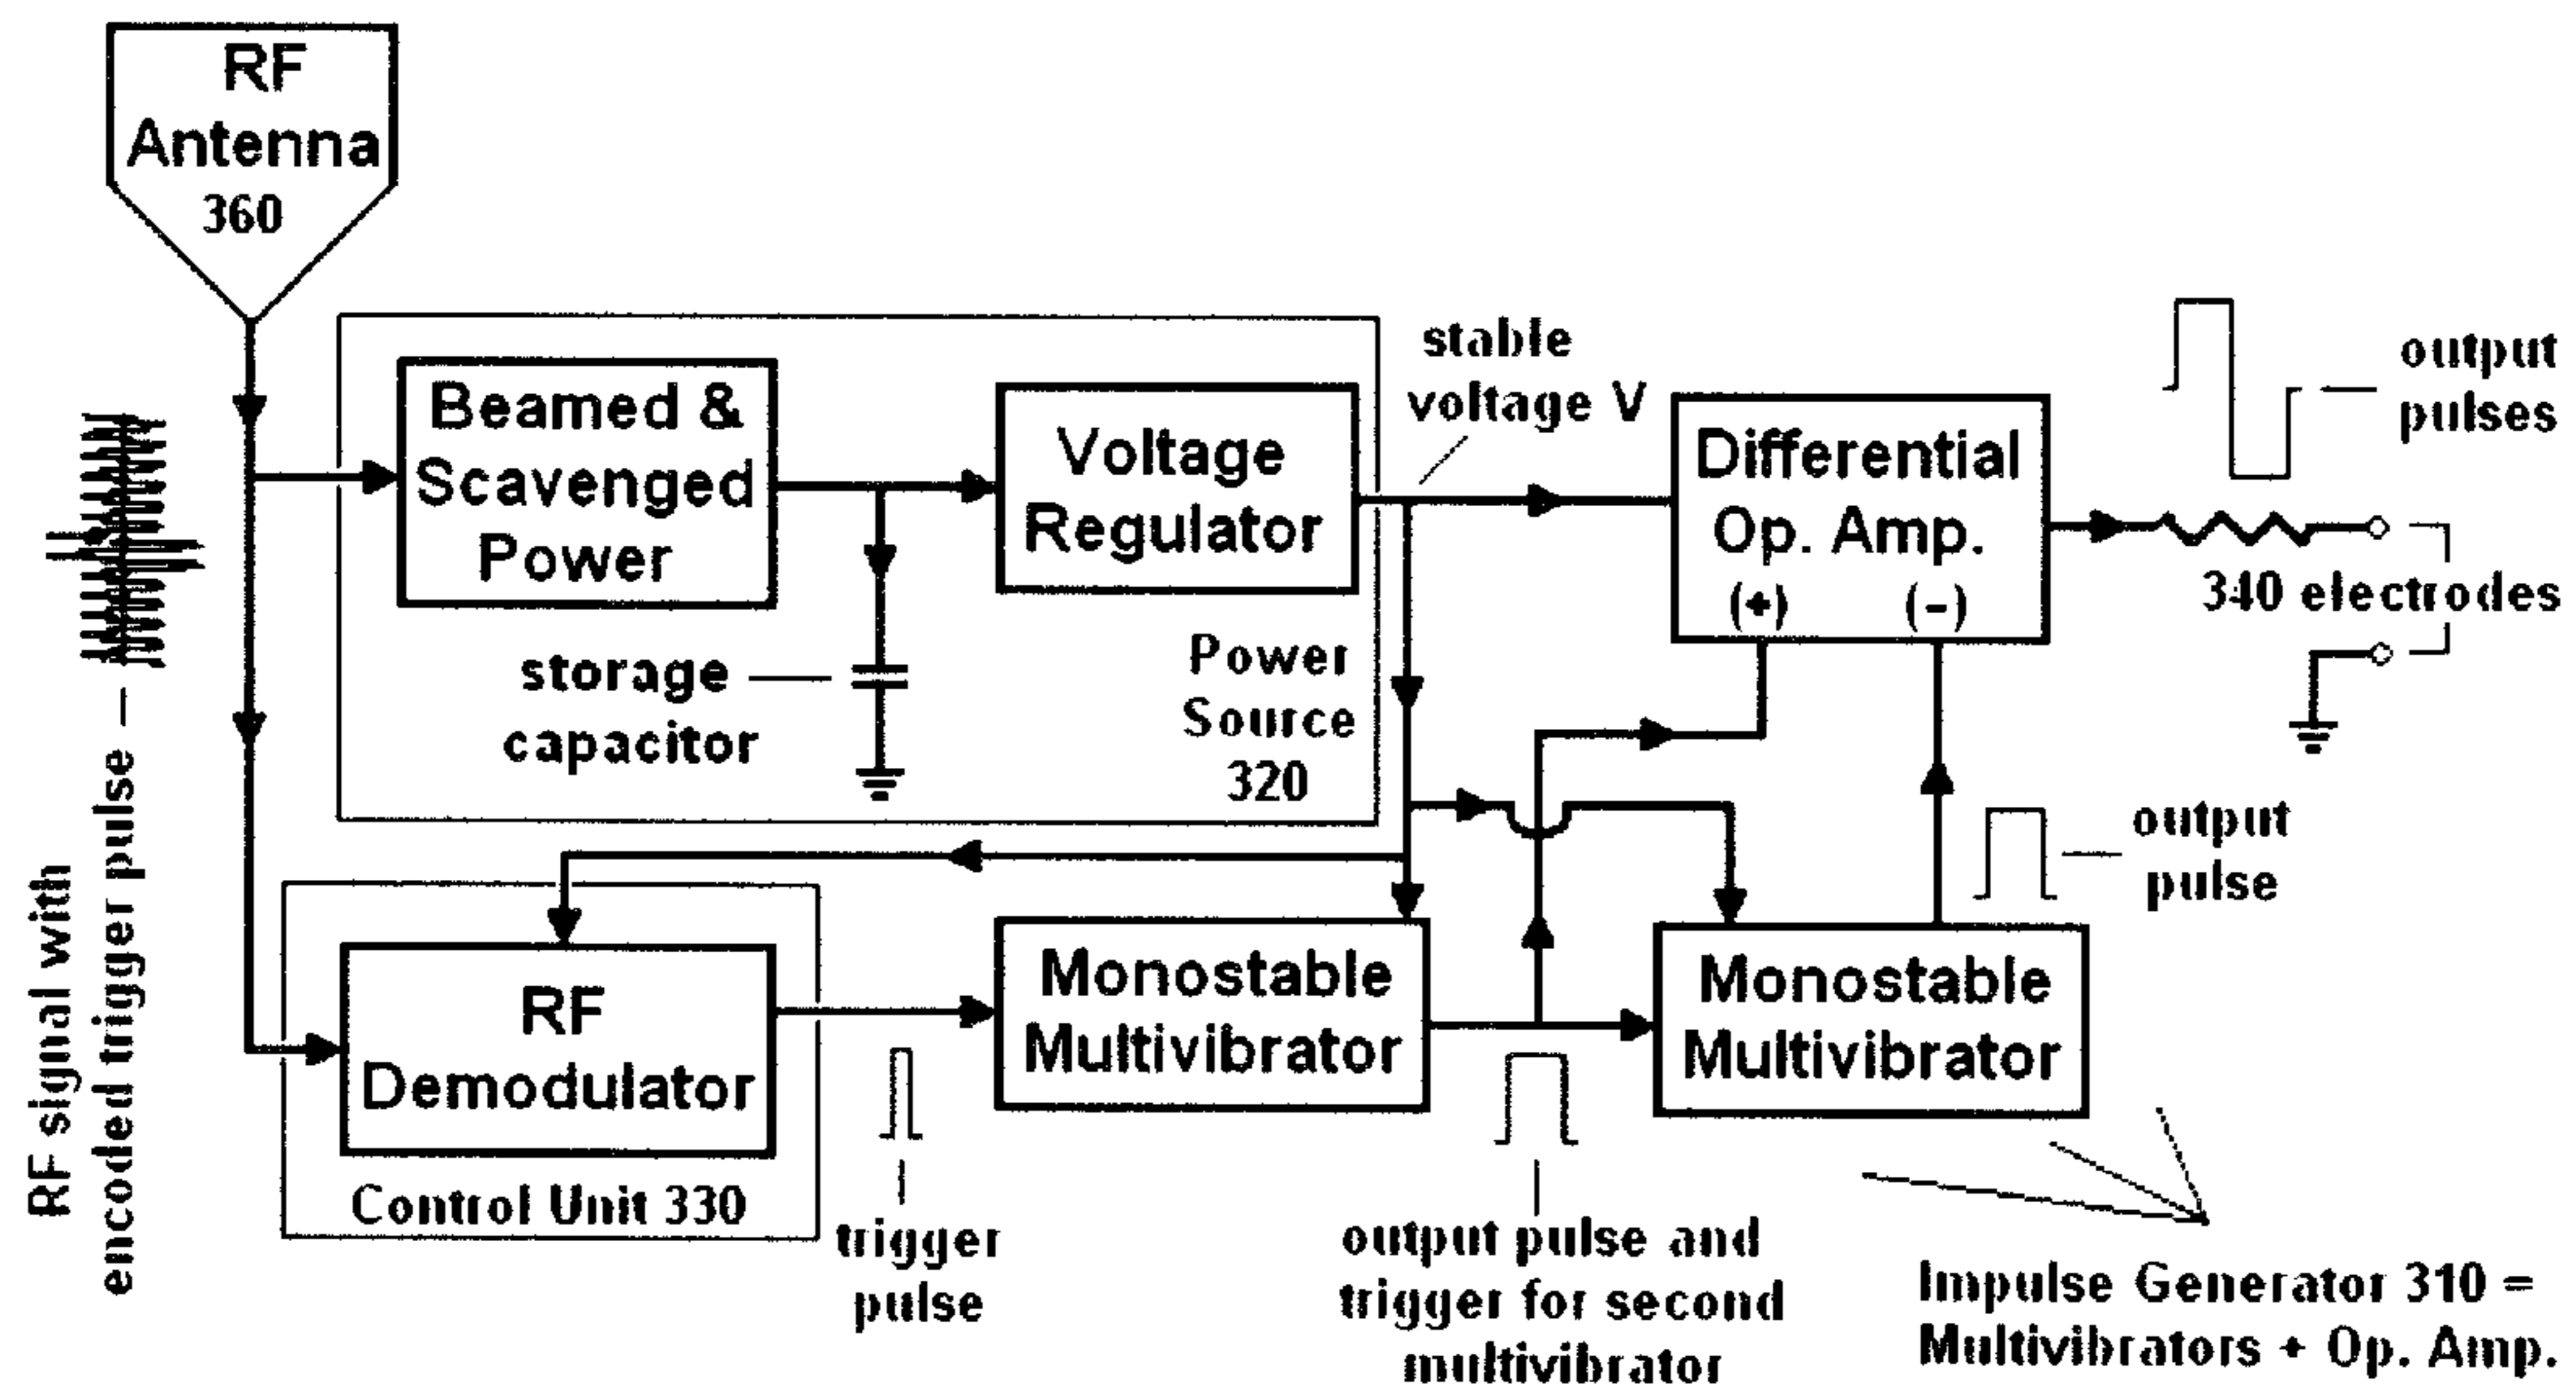 RF
Antenna
360
RF signal with
encoded trigger pulse
Beamed &
Scavenged
Power
Voltage
Regulator
storage
capacitor
Power
Source
320
stable
voltage V
Differential
Op. Amp.
(+) (-)
output
pulses
340 electrodes
output
pulse
RF
Demodulator
Control Unit 330
trigger
pulse
Monostable
Multivibrator
output pulse and
trigger for second
multivibrator
Monostable
Multivibrator
Impulse Generator 310 =
Multivibrators + Op. Amp.